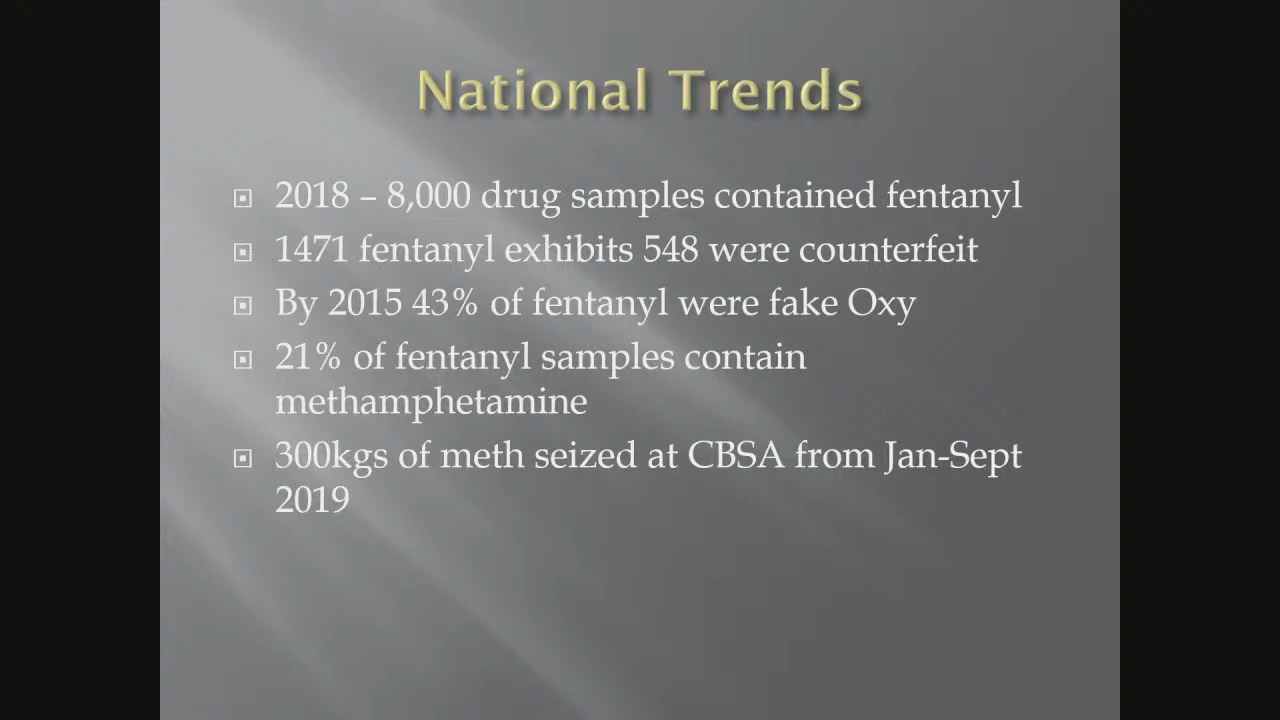 National Trends
2018 – 8,000 drug samples contained fentanyl
1471 fentanyl exhibits 548 were counterfeit
By 2015 43% of fentanyl were fake Oxy
21% of fentanyl samples contain
methamphetamine
300kgs of meth seized at CBSA from Jan-Sept
2019